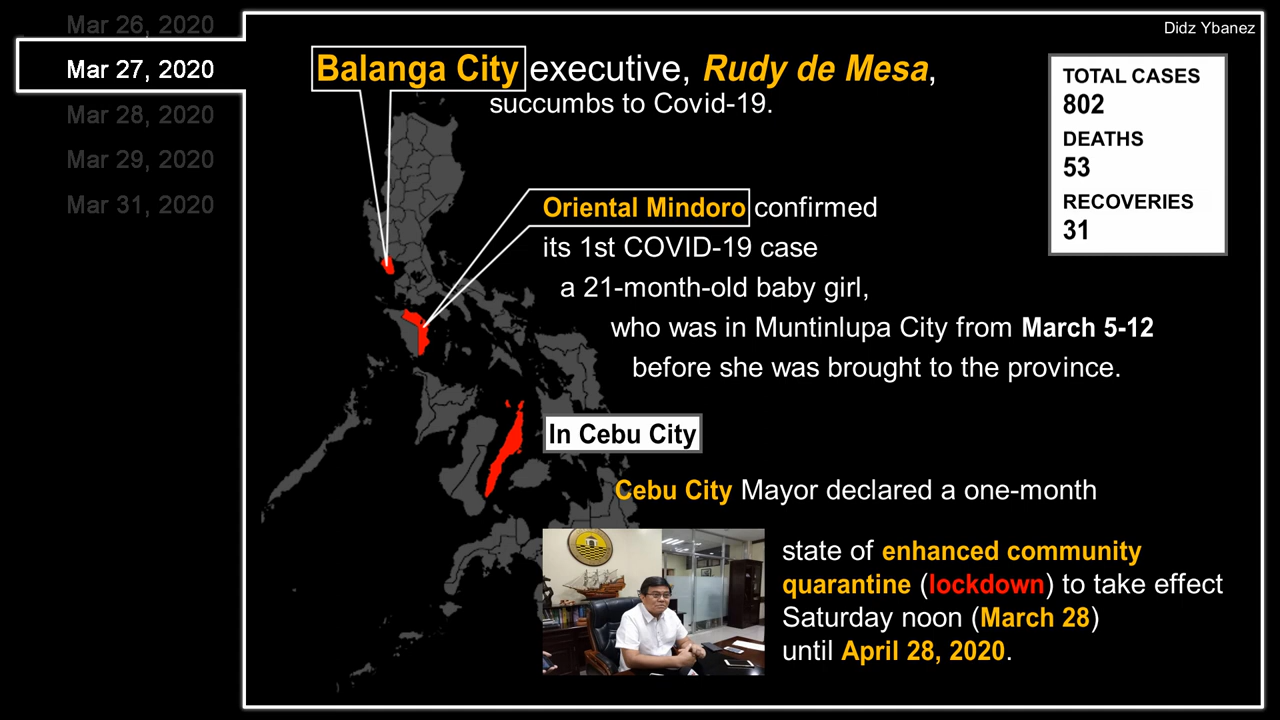 Mar 26, 2020
Mar 27, 2020
Mar 28, 2020
Mar 29, 2020
Mar 31, 2020
Didz Ybanez
Balanga City executive, Rudy de Mesa,
succumbs to Covid-19.
TOTAL CASES
802
DEATHS
53
RECOVERIES
31
Oriental Mindoro confirmed
its 1st COVID-19 case
a 21-month-old baby girl,
who was in Muntinlupa City from March 5-12
before she was brought to the province.
In Cebu City
Cebu City Mayor declared a one-month
state of enhanced community
quarantine (lockdown) to take effect
Saturday noon (March 28)
until April 28, 2020.